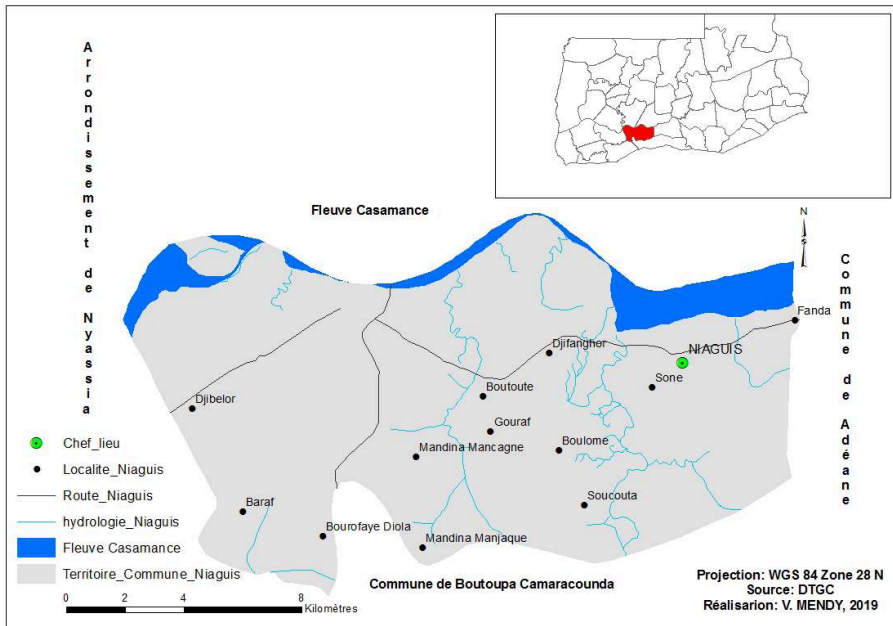 Arrondissement de Nyassia
Fleuve Casamance
N
Commune de Adéane
Fanda
Djifanghor
NIAGUIS
Sone
Boutoute
Djibelor
Gouraf
Boulome
Mandina Mancagne
Soucouta
Baraf
Bourofaye Diola
Mandina Manjaque
Chef_lieu
Localite_Niaguis
Route_Niaguis
hydrologie_Niaguis
Fleuve Casamance
Territoire_Commune_Niaguis
0 2 4 6 8
Kilomètres
Commune de Boutoupa Camaracounda
Projection: WGS 84 Zone 28 N
Source: DTGC
Réalisarion: V. MENDY, 2019